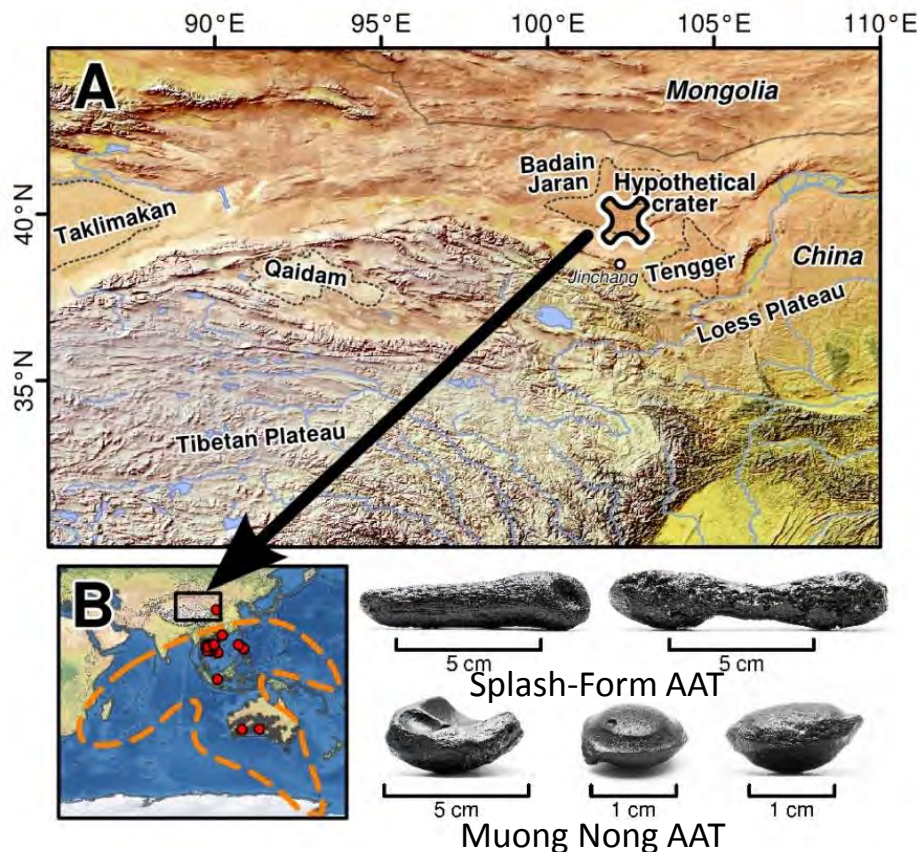 90°E 95°E 100°E 105°E 110°E
A
Mongolia
Badain
Jaran
Hypothetical
crater
40°N
Taklimakan
China
Qaidam
Jinchang
Tengger
Loess Plateau
35°N
Tibetan Plateau
B
5 cm 5 cm
Splash-Form AAT
5 cm 1 cm 1 cm
Muong Nong AAT